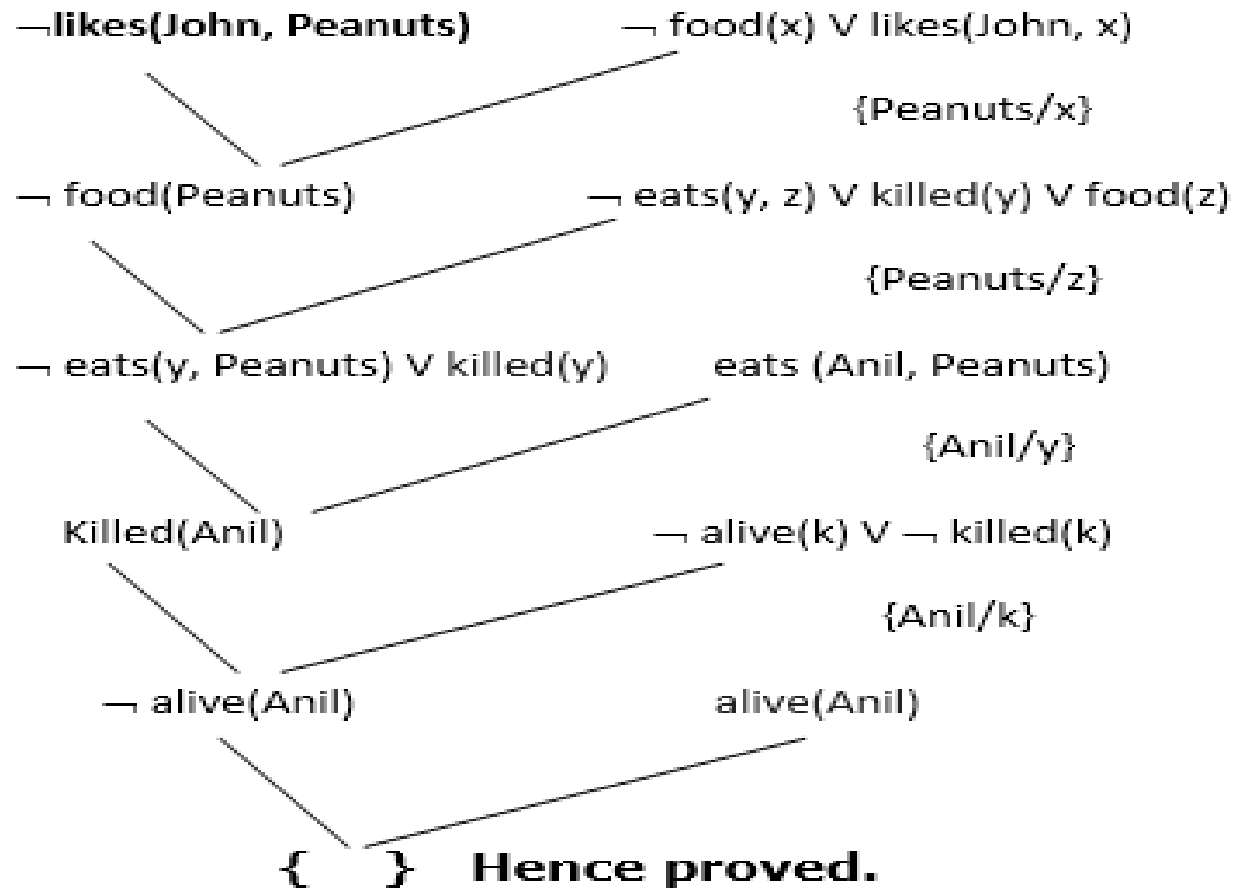 ¬likes(John, Peanuts) ¬ food(x) V likes(John, x)
{Peanuts/x}
¬ food(Peanuts) ¬ eats(y, z) V killed(y) V food(z)
{Peanuts/z}
¬ eats(y, Peanuts) V killed(y) eats (Anil, Peanuts)
{Anil/y}
Killed(Anil) ¬ alive(k) V ¬ killed(k)
{Anil/k}
¬ alive(Anil) alive(Anil)
{ } Hence proved.